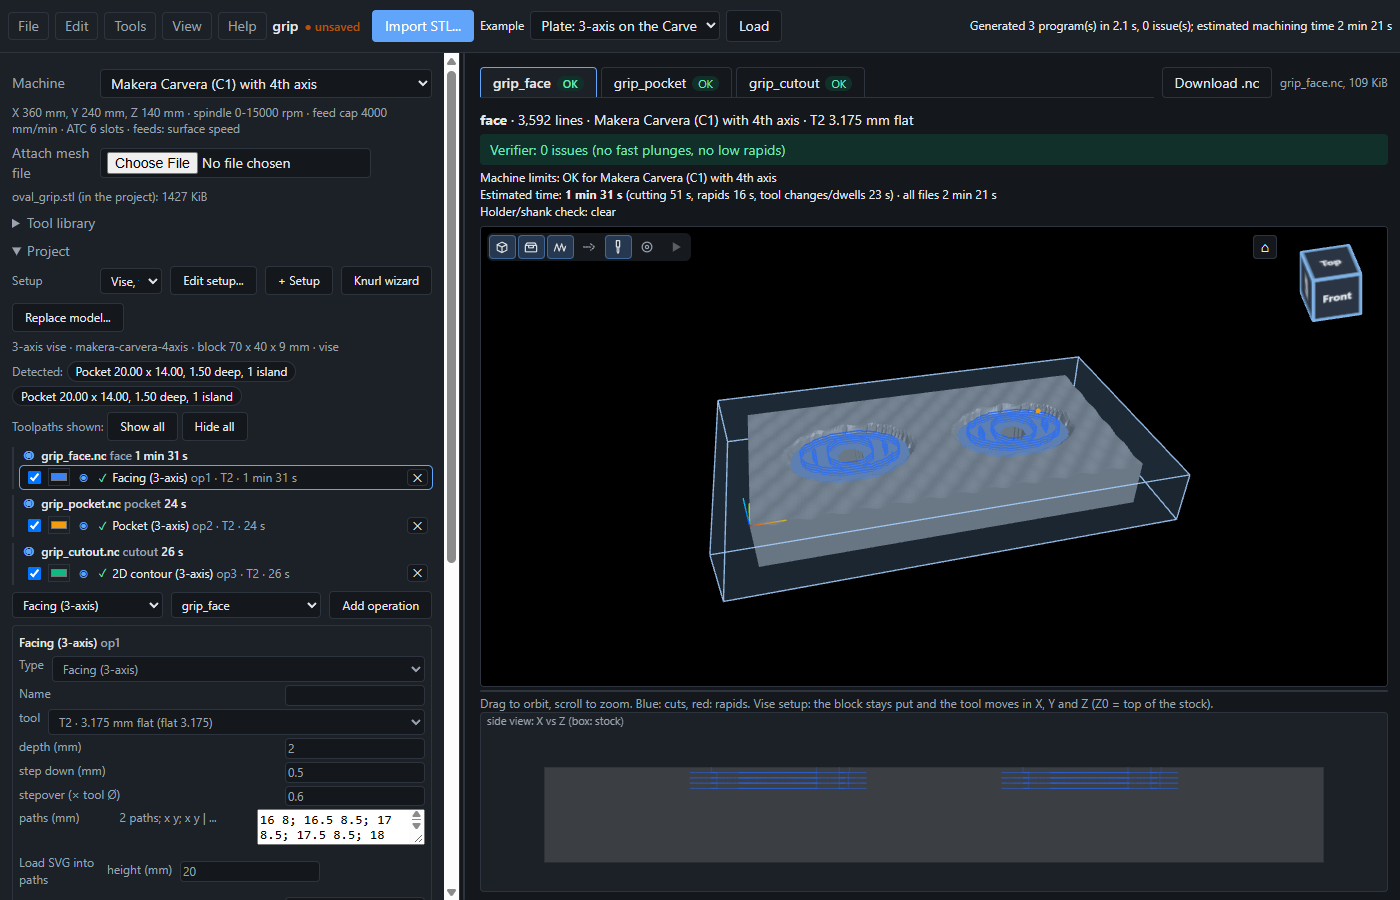 File Edit Tools View Help grip • unsaved Import STL... Example Plate: 3-axis on the Carve Load Generated 3 program(s) in 2.1 s, 0 issue(s); estimated machining time 2 min 21 s
Machine Makera Carvera (C1) with 4th axis
X 360 mm, Y 240 mm, Z 140 mm · spindle 0-15000 rpm · feed cap 4000
mm/min · ATC 6 slots · feeds: surface speed
Attach mesh file Choose File No file chosen
oval_grip.stl (in the project): 1427 KiB
Tool library
Project
Setup Vise, Edit setup... + Setup Knurl wizard
Replace model...
3-axis vise · makera-carvera-4axis · block 70 x 40 x 9 mm · vise
Detected: Pocket 20.00 x 14.00, 1.50 deep, 1 island
Pocket 20.00 x 14.00, 1.50 deep, 1 island
Toolpaths shown: Show all Hide all
grip_face.nc face 1 min 31 s
✓ Facing (3-axis) op1 · T2 · 1 min 31 s
grip_pocket.nc pocket 24 s
✓ Pocket (3-axis) op2 · T2 · 24 s
grip_cutout.nc cutout 26 s
✓ 2D contour (3-axis) op3 · T2 · 26 s
Facing (3-axis) grip_face Add operation
Facing (3-axis) op1
Type Facing (3-axis)
Name
tool T2 · 3.175 mm flat (flat 3.175)
depth (mm) 2
step down (mm) 0.5
stepover (× tool Ø) 0.6
paths (mm) 2 paths; x y; x y | ... 16 8; 16.5 8.5; 17
8.5; 17.5 8.5; 18
Load SVG into paths height (mm) 20
grip_face OK grip_pocket OK grip_cutout OK Download .nc grip_face.nc, 109 KiB
face · 3,592 lines · Makera Carvera (C1) with 4th axis · T2 3.175 mm flat
Verifier: 0 issues (no fast plunges, no low rapids)
Machine limits: OK for Makera Carvera (C1) with 4th axis
Estimated time: 1 min 31 s (cutting 51 s, rapids 16 s, tool changes/dwells 23 s) · all files 2 min 21 s
Holder/shank check: clear
Top
Front
Drag to orbit, scroll to zoom. Blue: cuts, red: rapids. Vise setup: the block stays put and the tool moves in X, Y and Z (Z0 = top of the stock).
side view: X vs Z (box: stock)